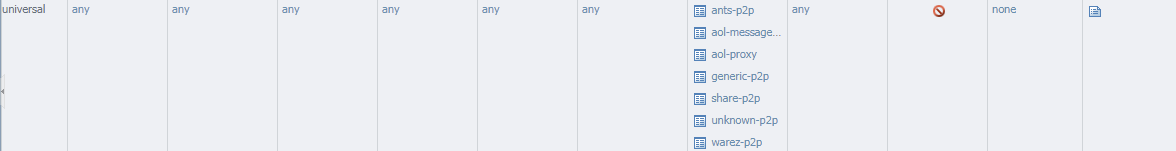 universal any any any any any any ants-p2p any none
aol-message...
aol-proxy
generic-p2p
share-p2p
unknown-p2p
warez-p2p